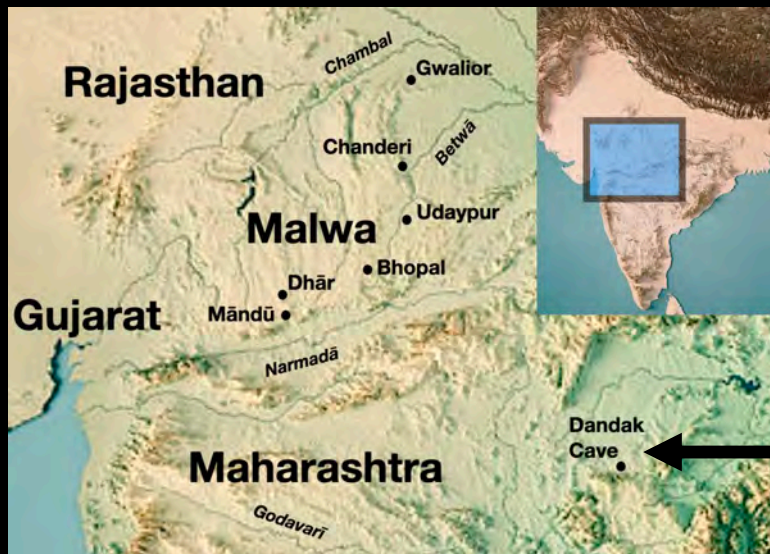 Chambal
Gwalior
Rajasthan
Betwā
Chanderi
Udaypur
Malwa
Bhopal
Dhār
Gujarat
Māndū
Narmadā
Dandak
Cave
Maharashtra
Godavarī